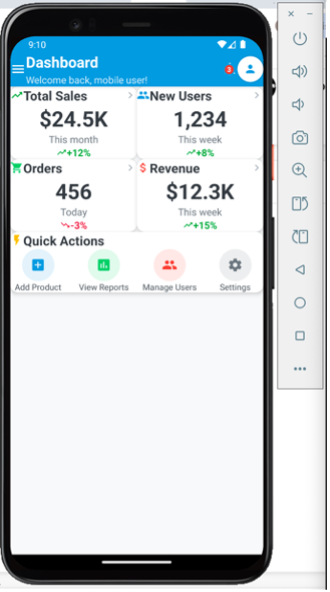 9:10
Dashboard
Welcome back, mobile user!
3
Total Sales
$24.5K
This month
+12%
New Users
1,234
This week
+8%
Orders
456
Today
-3%
$ Revenue
$12.3K
This week
+15%
Quick Actions
Add Product
View Reports
Manage Users
Settings